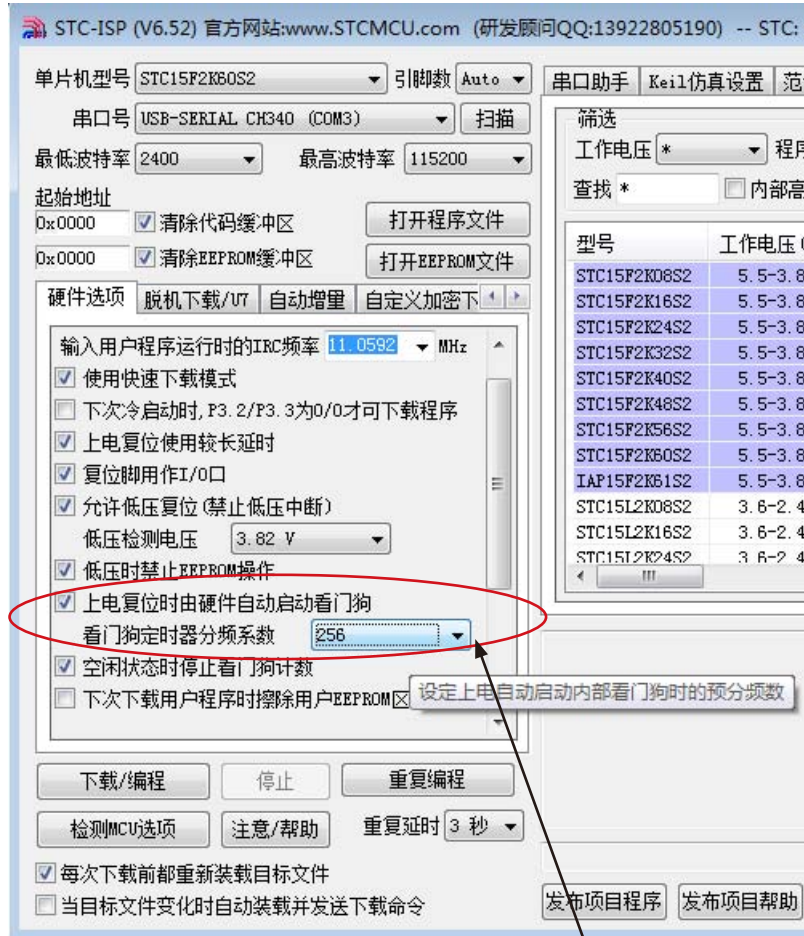 STC-ISP (V6.52) 官方网站:www.STCMCU.com (研发顾问QQ:13922805190) -- STC:
单片机型号 STC15F2K60S2 引脚数 Auto
串口号 USB-SERIAL CH340 (COM3) 扫描
最低波特率 2400 最高波特率 115200
起始地址
0x0000 清除代码缓冲区 打开程序文件
0x0000 清除EEPROM缓冲区 打开EEPROM文件
硬件选项 脱机下载/U7 自动增量 自定义加密下
输入用户程序运行时的IRC频率 11.0592 MHz
使用快速下载模式
下次冷启动时,P3.2/P3.3为0/0才可下载程序
上电复位使用较长延时
复位脚用作I/O口
允许低压复位(禁止低压中断)
低压检测电压 3.82 V
低压时禁止EEPROM操作
上电复位时由硬件自动启动看门狗
看门狗定时器分频系数 256
空闲状态时停止看门狗计数
下次下载用户程序时擦除用户EEPROM区
设定上电自动启动内部看门狗时的预分频数
下载/编程 停止 重复编程
检测MCU选项 注意/帮助 重复延时 3 秒
每次下载前都重新装载目标文件
当目标文件变化时自动装载并发送下载命令
串口助手 Keil仿真设置 范
筛选
工作电压 * 程序
查找 * 内部高
型号 工作电压(
STC15F2K08S2 5.5-3.8
STC15F2K16S2 5.5-3.8
STC15F2K24S2 5.5-3.8
STC15F2K32S2 5.5-3.8
STC15F2K40S2 5.5-3.8
STC15F2K48S2 5.5-3.8
STC15F2K56S2 5.5-3.8
STC15F2K60S2 5.5-3.8
IAP15F2K61S2 5.5-3.8
STC15L2K08S2 3.6-2.4
STC15L2K16S2 3.6-2.4
STC15L2K24S2 3.6-2.4
发布项目程序 发布项目帮助